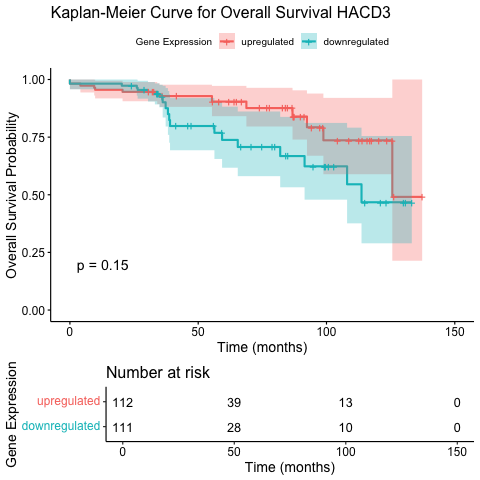 Kaplan-Meier Curve for Overall Survival HACD3
Gene Expression upregulated downregulated
Overall Survival Probability
1.00
0.75
0.50
0.25
0.00
p = 0.15
0 50 100 150
Time (months)
Number at risk
Gene Expression
upregulated 112 39 13 0
downregulated 111 28 10 0
0 50 100 150
Time (months)